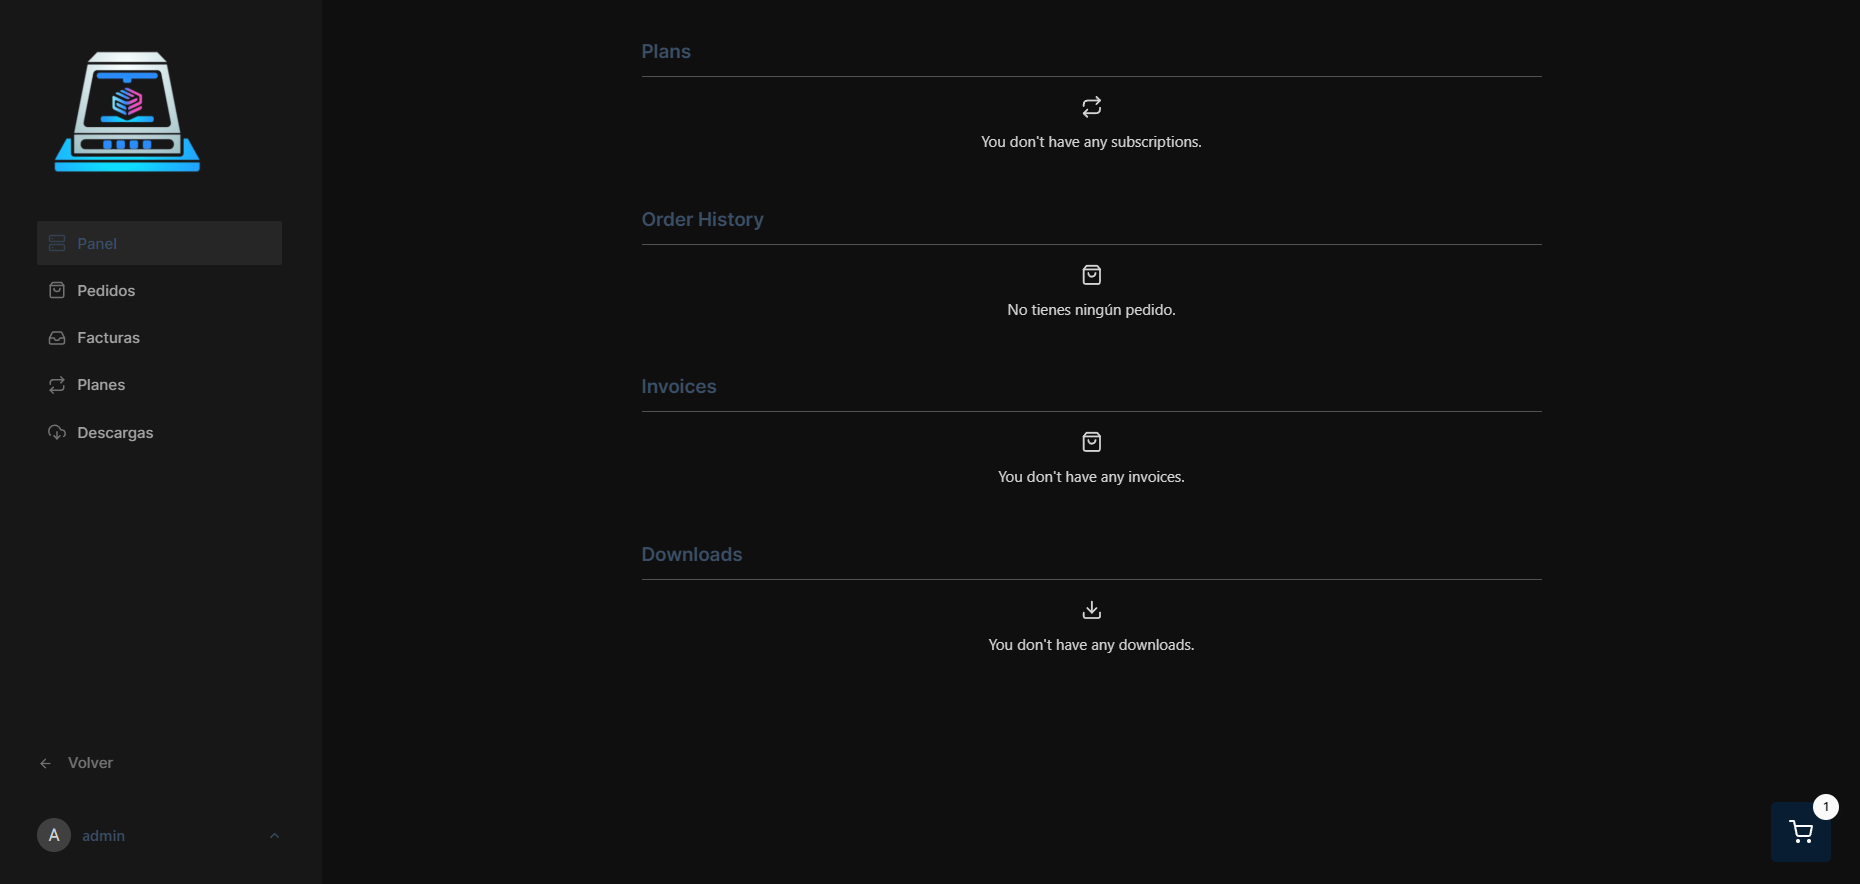 Panel
Pedidos
Facturas
Planes
Descargas
Volver
A admin
Plans
You don't have any subscriptions.
Order History
No tienes ningún pedido.
Invoices
You don't have any invoices.
Downloads
You don't have any downloads.
1